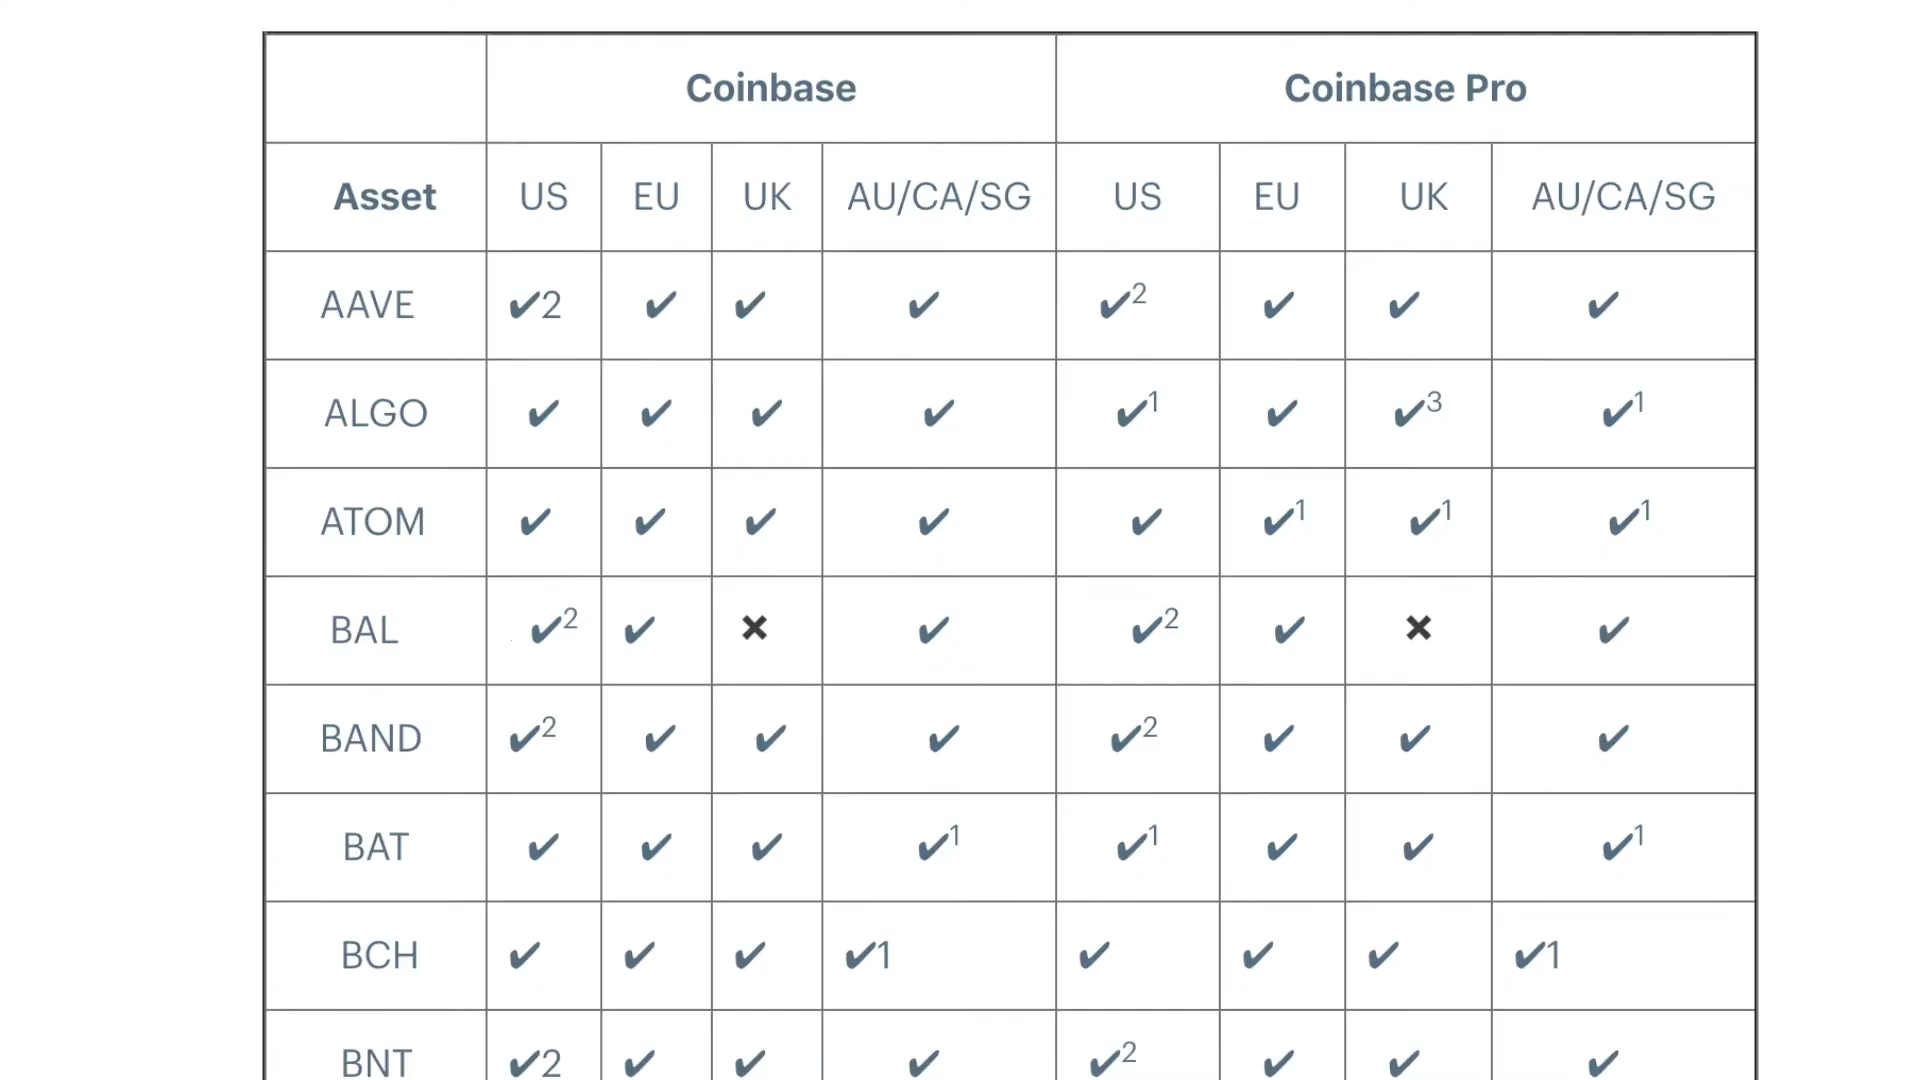 Coinbase Coinbase Pro
Asset US EU UK AU/CA/SG US EU UK AU/CA/SG
AAVE ✔2 ✔ ✔ ✔ ✔² ✔ ✔ ✔
ALGO ✔ ✔ ✔ ✔ ✔¹ ✔ ✔³ ✔¹
ATOM ✔ ✔ ✔ ✔ ✔ ✔¹ ✔¹ ✔¹
BAL ✔² ✔ ✖ ✔ ✔² ✔ ✖ ✔
BAND ✔² ✔ ✔ ✔ ✔² ✔ ✔ ✔
BAT ✔ ✔ ✔ ✔¹ ✔¹ ✔ ✔ ✔¹
BCH ✔ ✔ ✔ ✔1 ✔ ✔ ✔ ✔1
BNT ✔2 ✔ ✔ ✔ ✔² ✔ ✔ ✔